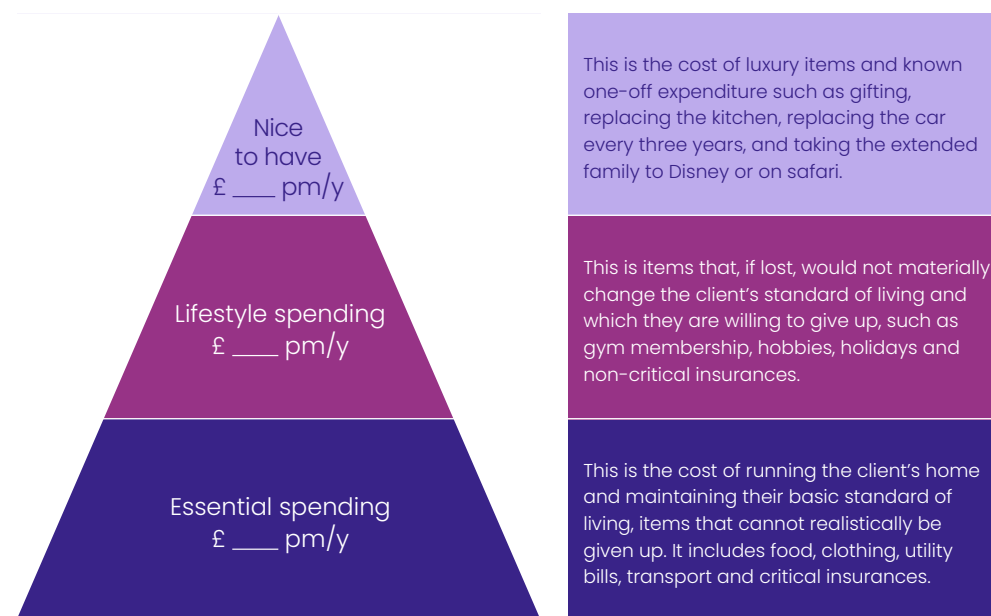 Nice
to have
£ ____ pm/y
This is the cost of luxury items and known
one-off expenditure such as gifting,
replacing the kitchen, replacing the car
every three years, and taking the extended
family to Disney or on safari.
Lifestyle spending
£ ____ pm/y
This is items that, if lost, would not materially
change the client’s standard of living and
which they are willing to give up, such as
gym membership, hobbies, holidays and
non-critical insurances.
Essential spending
£ ____ pm/y
This is the cost of running the client’s home
and maintaining their basic standard of
living, items that cannot realistically be
given up. It includes food, clothing, utility
bills, transport and critical insurances.